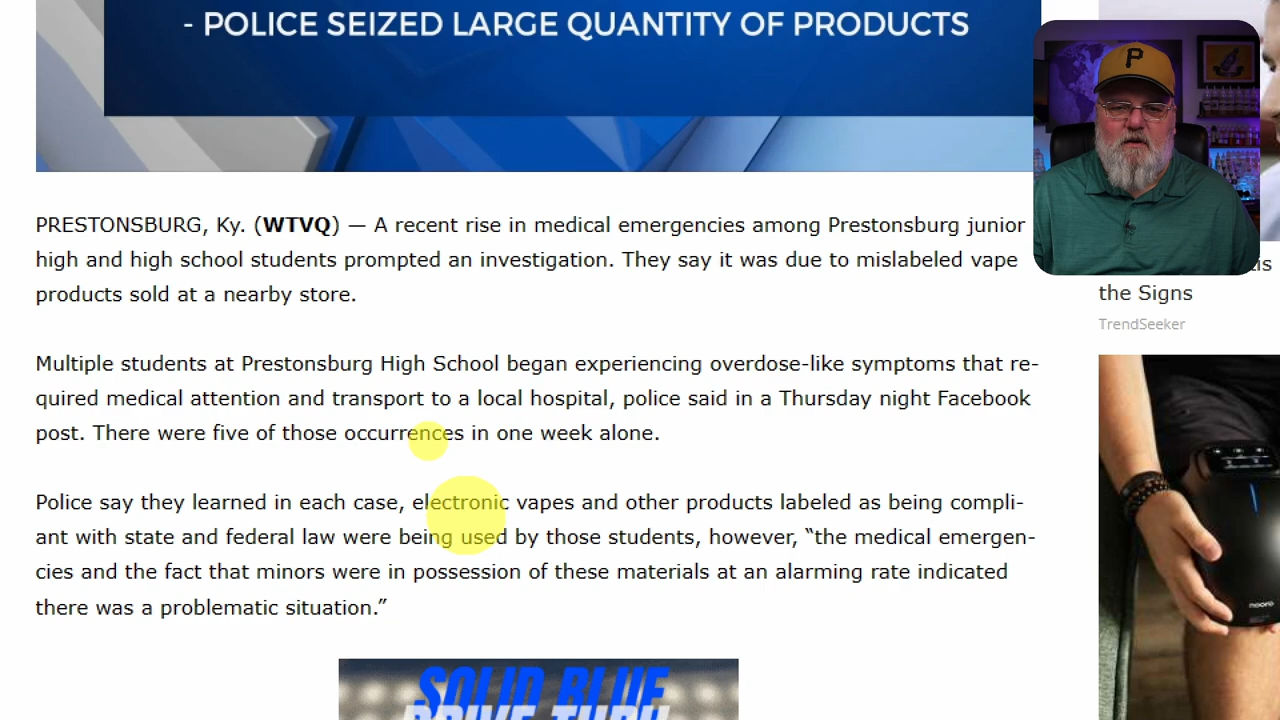 - POLICE SEIZED LARGE QUANTITY OF PRODUCTS
P
PRESTONSBURG, Ky. (WTVQ) — A recent rise in medical emergencies among Prestonsburg junior
high and high school students prompted an investigation. They say it was due to mislabeled vape
products sold at a nearby store.
Multiple students at Prestonsburg High School began experiencing overdose-like symptoms that re-
quired medical attention and transport to a local hospital, police said in a Thursday night Facebook
post. There were five of those occurrences in one week alone.
Police say they learned in each case, electronic vapes and other products labeled as being compli-
ant with state and federal law were being used by those students, however, “the medical emergen-
cies and the fact that minors were in possession of these materials at an alarming rate indicated
there was a problematic situation.”
SOLID BLUE
DRIVE THRU
the Signs
TrendSeeker